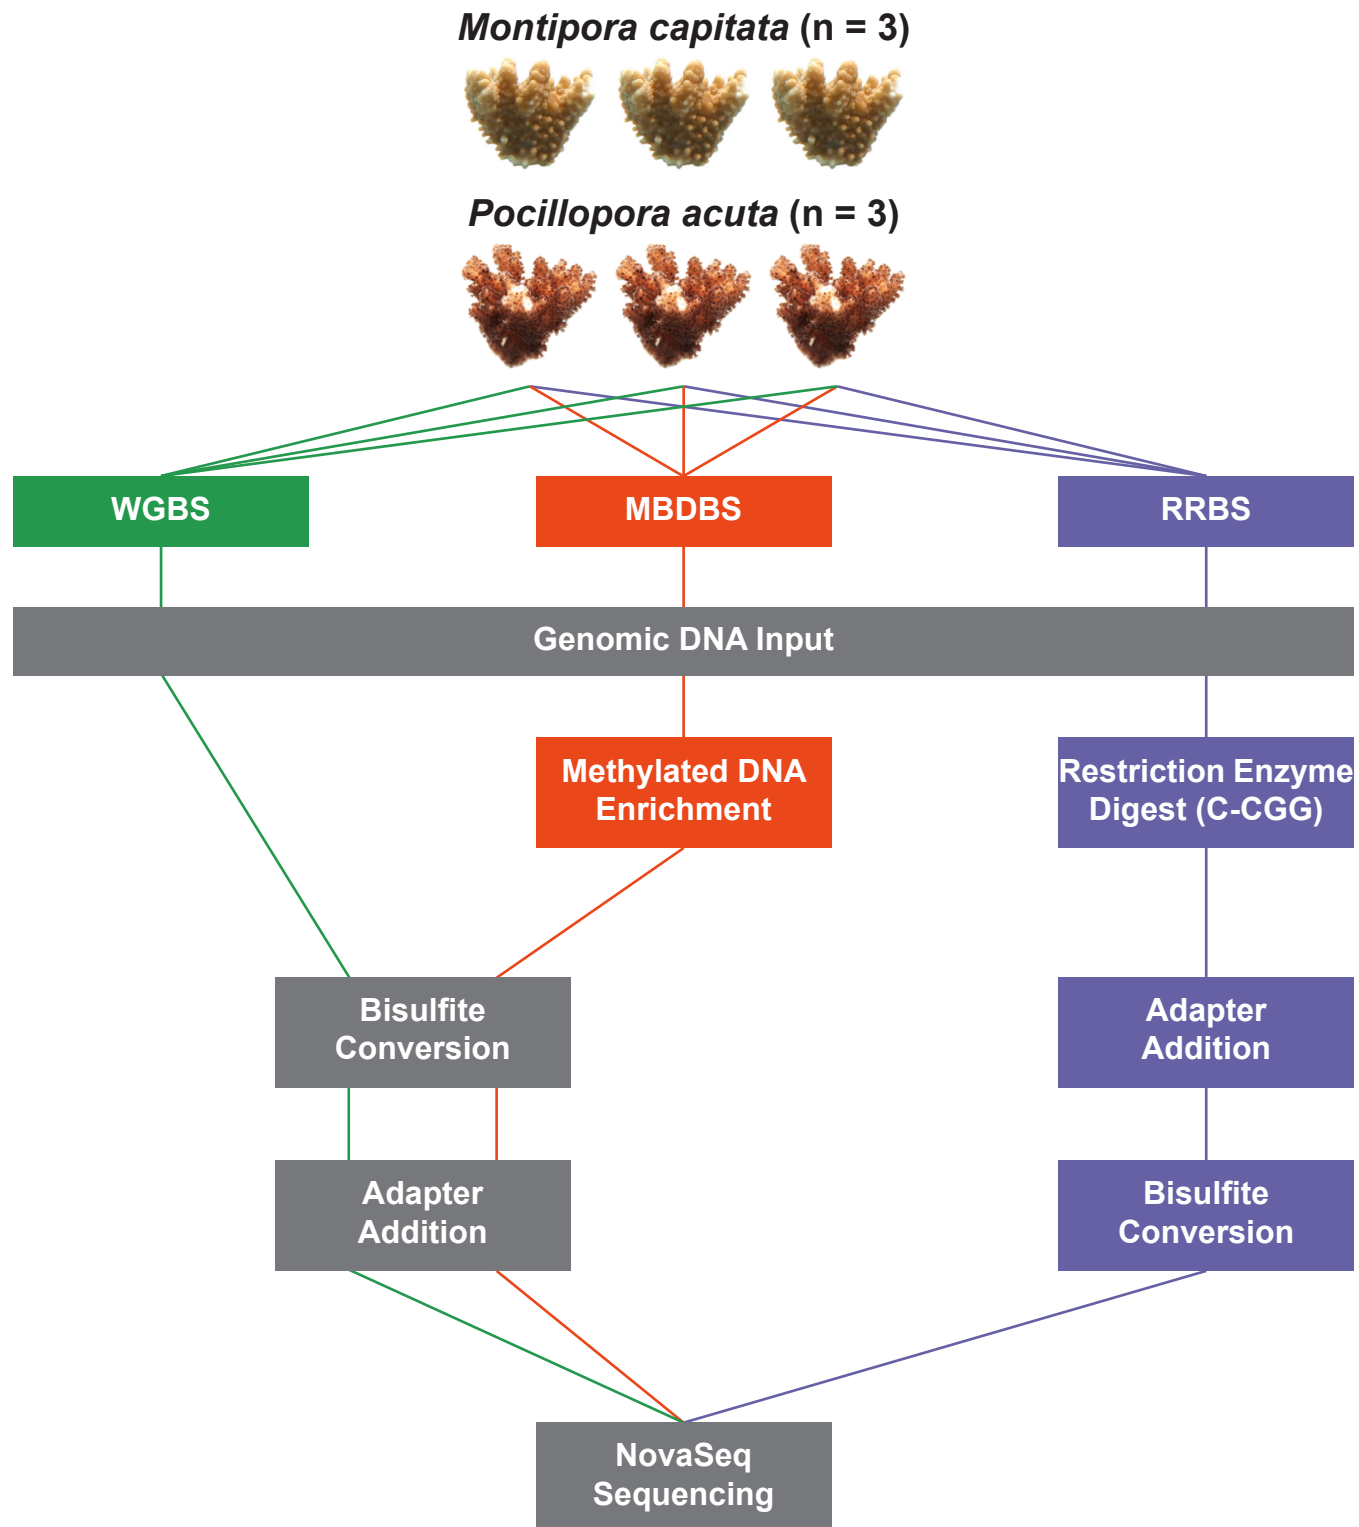 Montipora capitata (n = 3)
Pocillopora acuta (n = 3)
WGBS
MBDBS
RRBS
Genomic DNA Input
Methylated DNA
Enrichment
Restriction Enzyme
Digest (C-CGG)
Bisulfite
Conversion
Adapter
Addition
Adapter
Addition
Bisulfite
Conversion
NovaSeq
Sequencing